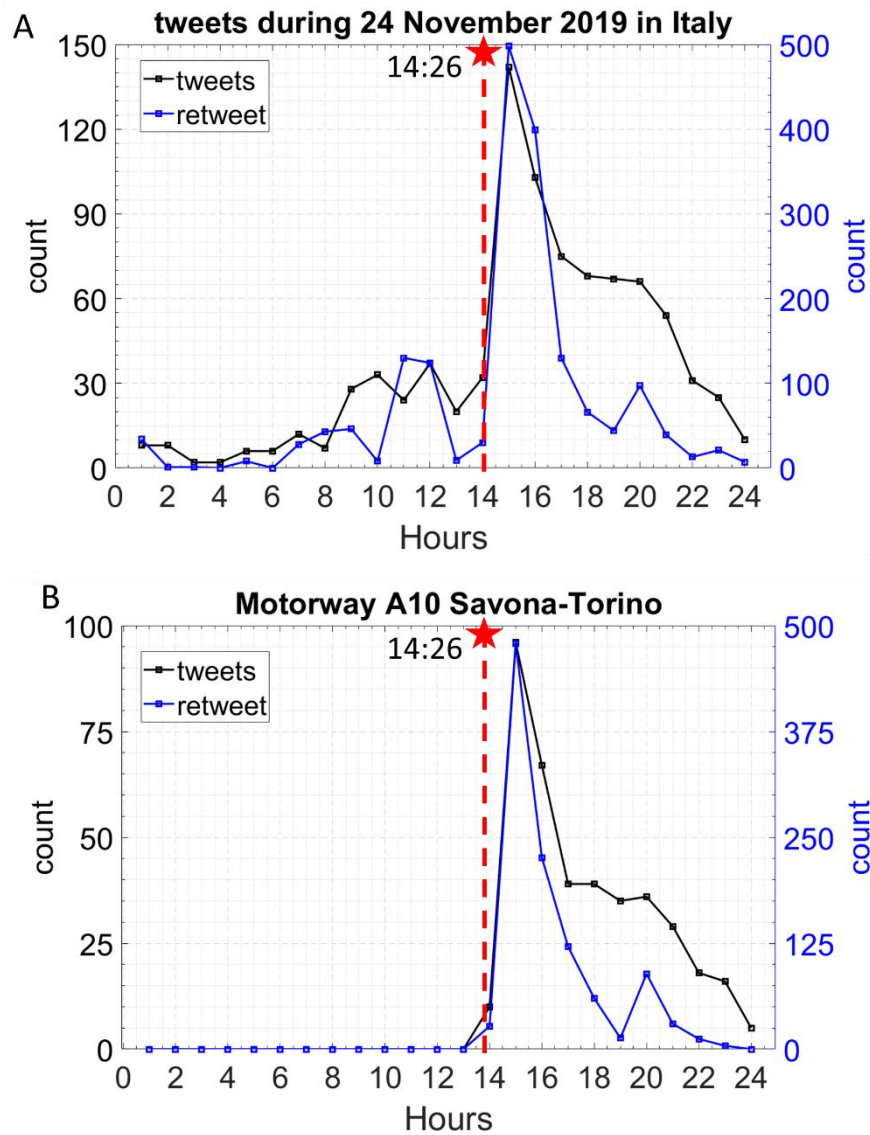 A
tweets during 24 November 2019 in Italy
150
120
90
60
30
0
count
500
400
300
200
100
0
count
14:26
tweets
retweet
0 2 4 6 8 10 12 14 16 18 20 22 24
Hours
B
Motorway A10 Savona-Torino
100
75
50
25
0
count
500
375
250
125
0
count
14:26
tweets
retweet
0 2 4 6 8 10 12 14 16 18 20 22 24
Hours